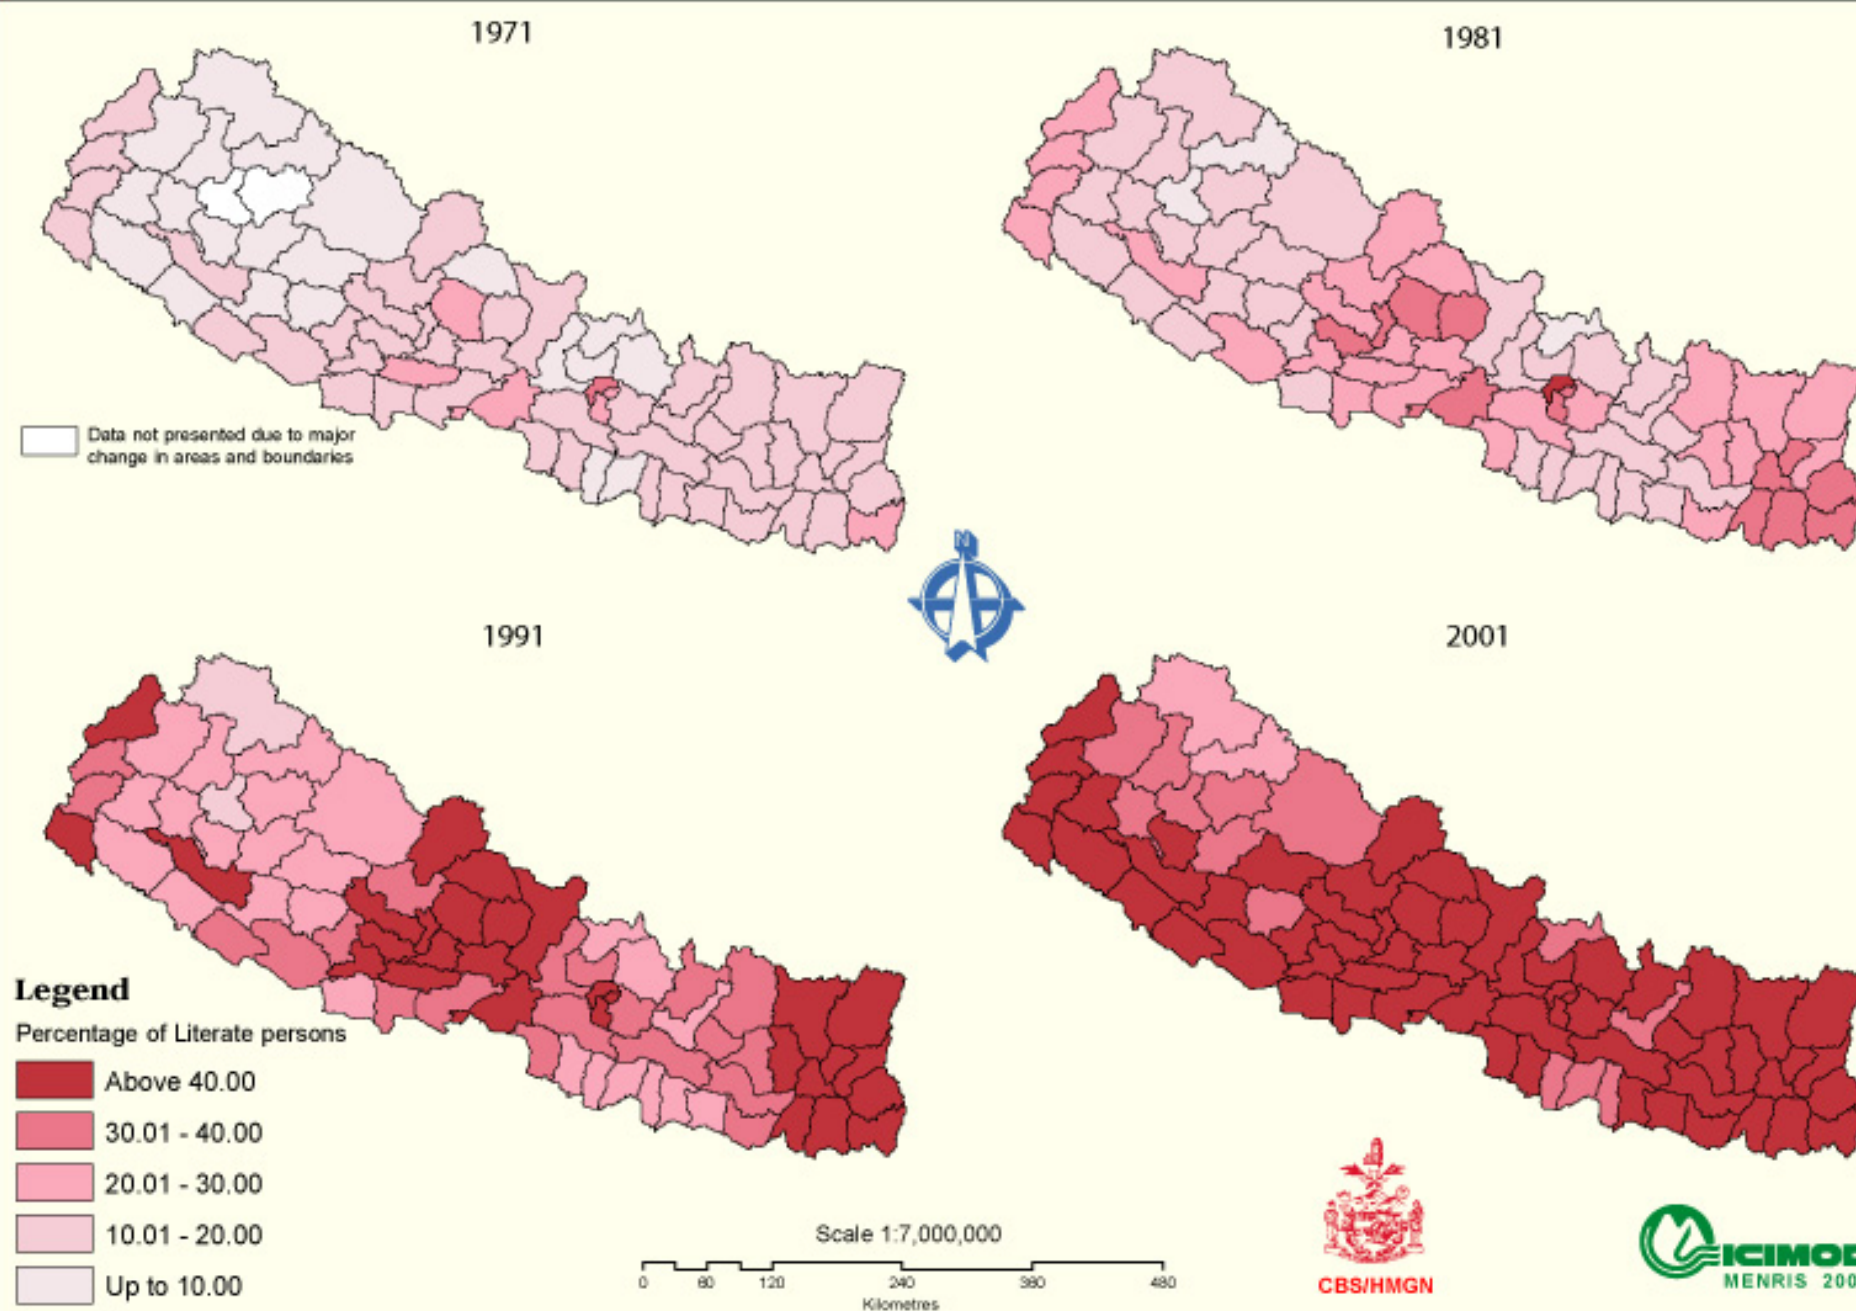 1971
1981
Data not presented due to major
change in areas and boundaries
N
1991
2001
Legend
Percentage of Literate persons
Above 40.00
30.01 - 40.00
20.01 - 30.00
10.01 - 20.00
Up to 10.00
Scale 1:7,000,000
0 60 120 240 360 480
Kilometres
CBS/HMGN
ICIMOD
MENRIS 200